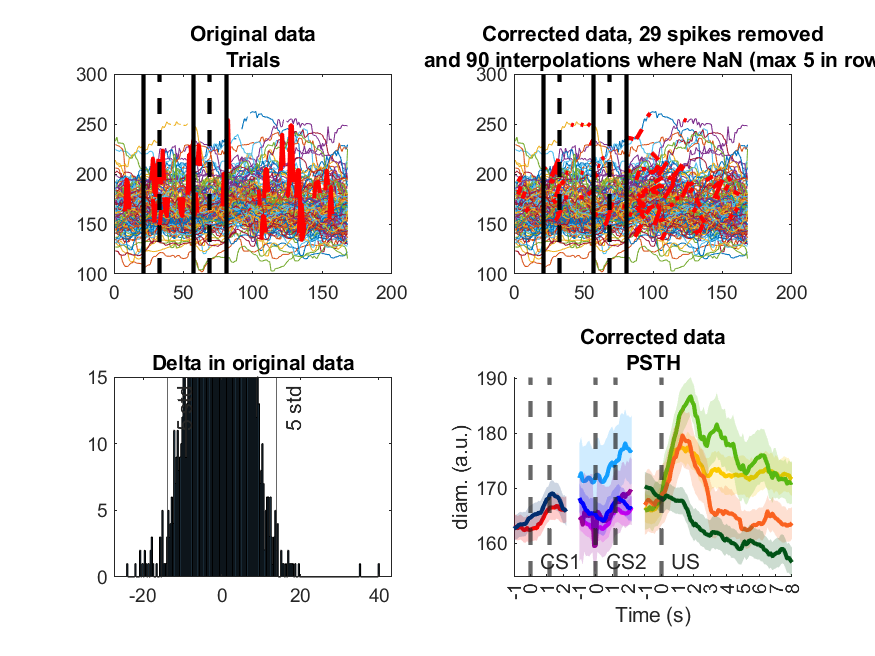 Original data
Trials
300
250
200
150
100
0 50 100 150 200
Corrected data, 29 spikes removed
and 90 interpolations where NaN (max 5 in row
300
250
200
150
100
0 50 100 150 200
Delta in original data
15
10
5
0
-20 0 20 40
5 std
5 std
Corrected data
PSTH
190
180
170
160
diam. (a.u.)
CS1 CS2 US
-1 0 1 2 -1 0 1 2 -1 0 1 2 3 4 5 6 7 8
Time (s)